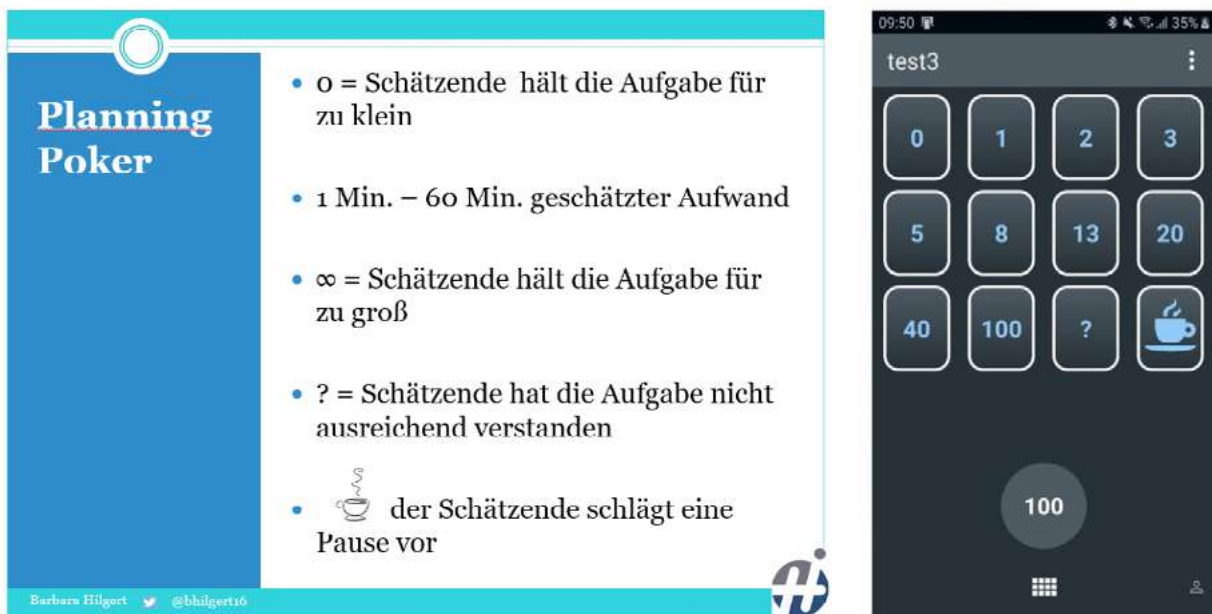 Planning
Poker
• 0 = Schätzende hält die Aufgabe für
zu klein
• 1 Min. – 60 Min. geschätzter Aufwand
• ∞ = Schätzende hält die Aufgabe für
zu groß
• ? = Schätzende hat die Aufgabe nicht
ausreichend verstanden
• der Schätzende schlägt eine
Pause vor
Barbara Hilgert @bhilgert16
09:50 35%
test3
0 1 2 3
5 8 13 20
40 100 ?
100